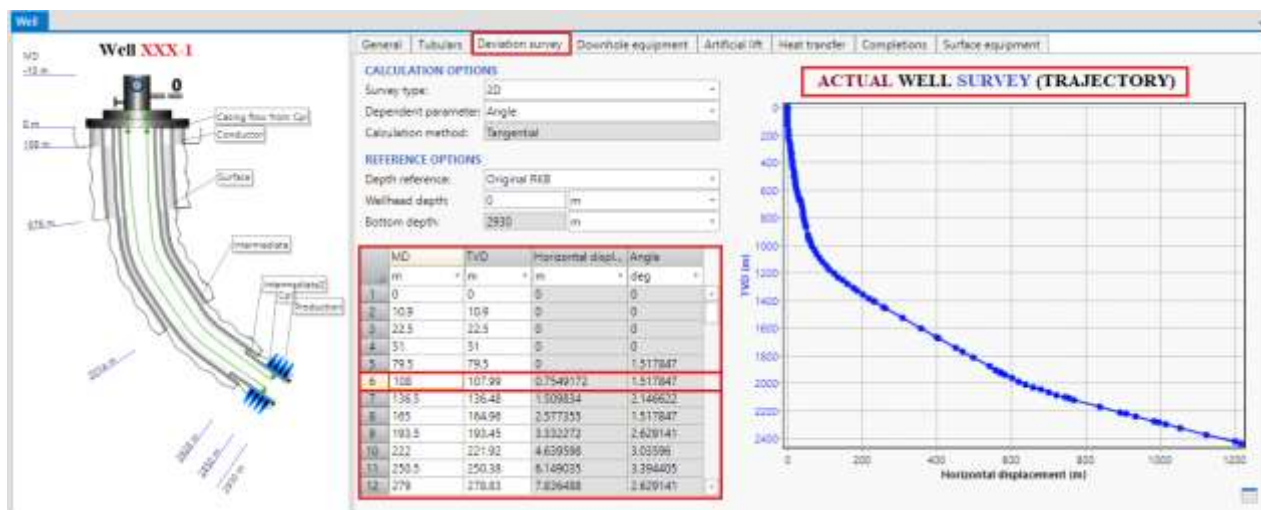 Well
Well XXX-1
MD
-10 m
0
0 m
Casing flow from Cpl
Conductor
Surface
Intermediate
Intermediate2
Production
General Tubulars Deviation survey Downhole equipment Artificial lift Heat transfer Completions Surface equipment
CALCULATION OPTIONS
Survey type: 2D
Dependent parameter: Angle
Calculation method: Tangential
REFERENCE OPTIONS
Depth reference: Original RKB
Wellhead depth: 0 m
Bottom depth: 2930 m
MD TVD Horizontal displ... Angle
m m m deg
1 0 0 0 0
2 10.9 10.9 0 0
3 22.5 22.5 0 0
4 51 51 0 0
5 79.5 79.5 0 1.517847
6 108 107.99 0.7549172 1.517847
7 136.5 136.48 1.509834 2.146622
8 165 164.96 2.577355 1.517847
9 193.5 193.45 3.332272 2.629141
10 222 221.92 4.639598 3.03596
11 250.5 250.38 6.149035 3.394405
12 279 278.83 7.836488 2.629141
ACTUAL WELL SURVEY (TRAJECTORY)
TVD (m)
0
200
400
600
800
1000
1200
1400
1600
1800
2000
2200
2400
0 200 400 600 800 1000 1200
Horizontal displacement (m)